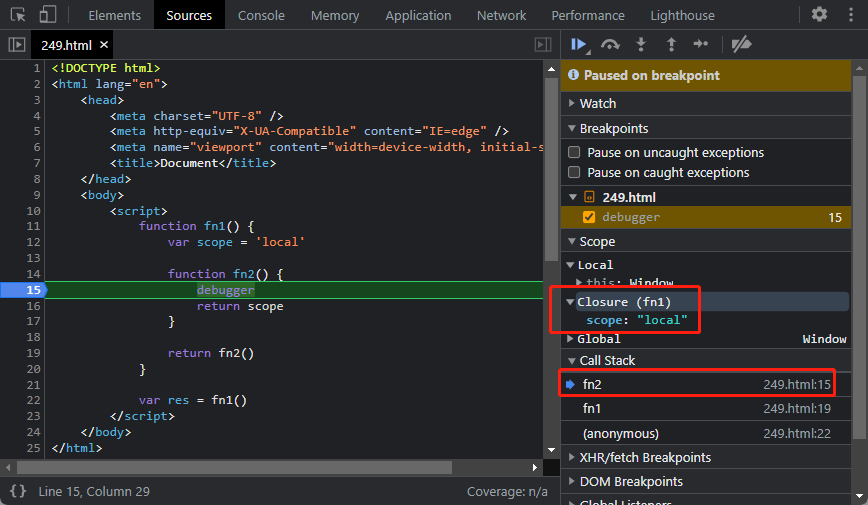 Elements Sources Console Memory Application Network Performance Lighthouse
249.html ×
1 <!DOCTYPE html>
2 <html lang="en">
3 <head>
4 <meta charset="UTF-8" />
5 <meta http-equiv="X-UA-Compatible" content="IE=edge" />
6 <meta name="viewport" content="width=device-width, initial-s
7 <title>Document</title>
8 </head>
9 <body>
10 <script>
11 function fn1() {
12 var scope = 'local'
13
14 function fn2() {
15 debugger
16 return scope
17 }
18
19 return fn2()
20 }
21
22 var res = fn1()
23 </script>
24 </body>
25 </html>
{} Line 15, Column 29 Coverage: n/a
Paused on breakpoint
Watch
Breakpoints
Pause on uncaught exceptions
Pause on caught exceptions
249.html
debugger 15
Scope
Local
this: Window
Closure (fn1)
scope: "local"
Global Window
Call Stack
fn2 249.html:15
fn1 249.html:19
(anonymous) 249.html:22
XHR/fetch Breakpoints
DOM Breakpoints
Global Listeners